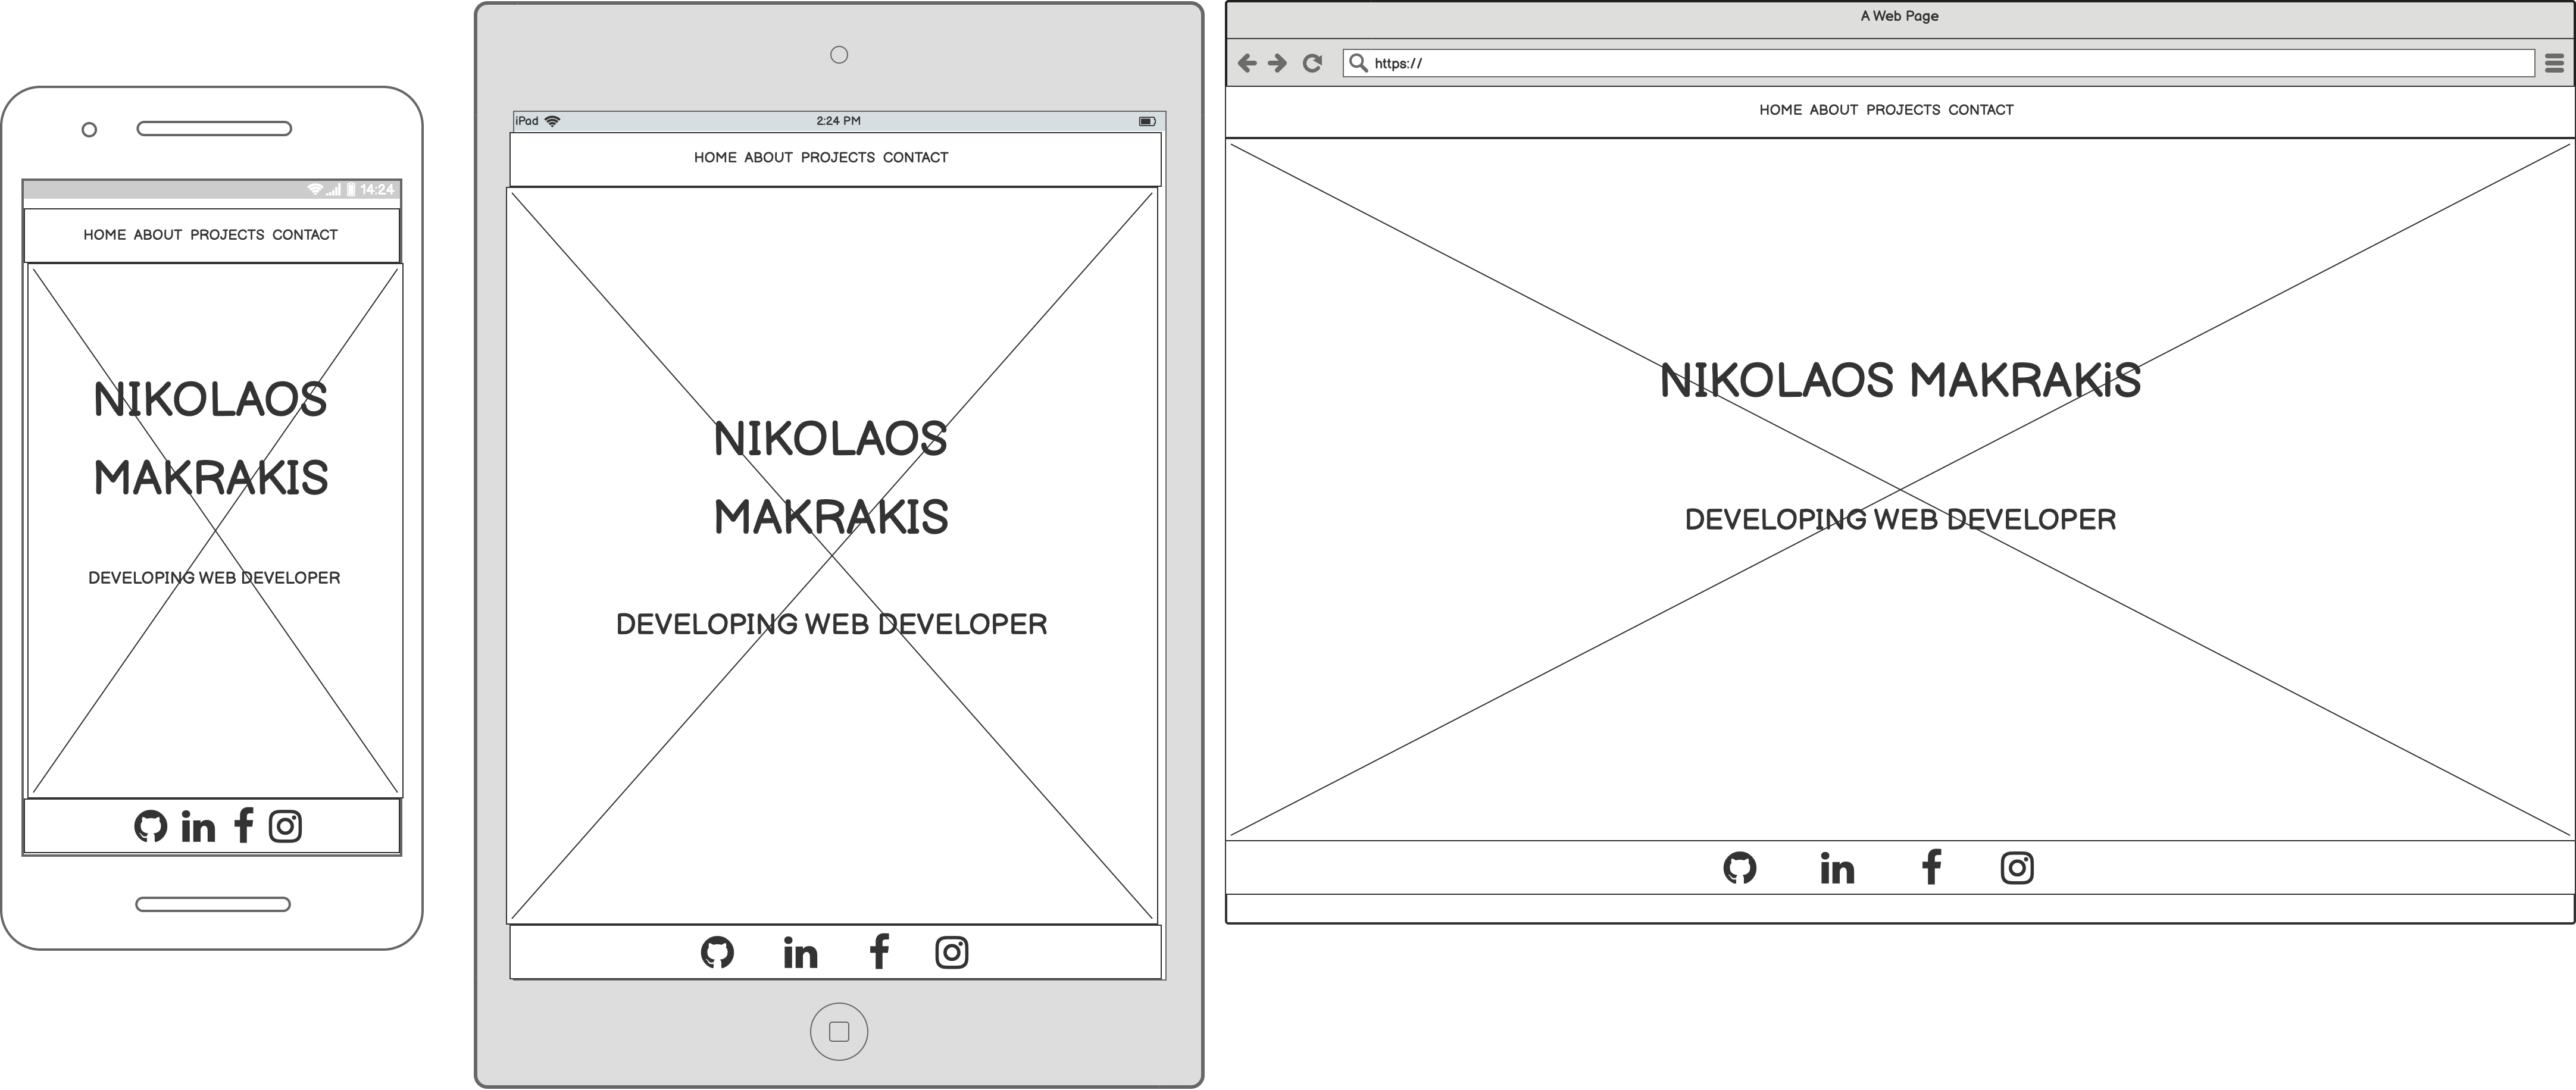 14:24
HOME ABOUT PROJECTS CONTACT
NIKOLAOS
MAKRAKIS
DEVELOPING WEB DEVELOPER
in f
iPad 2:24 PM
HOME ABOUT PROJECTS CONTACT
NIKOLAOS
MAKRAKIS
DEVELOPING WEB DEVELOPER
in f
A Web Page
https://
HOME ABOUT PROJECTS CONTACT
NIKOLAOS MAKRAKiS
DEVELOPING WEB DEVELOPER
in f